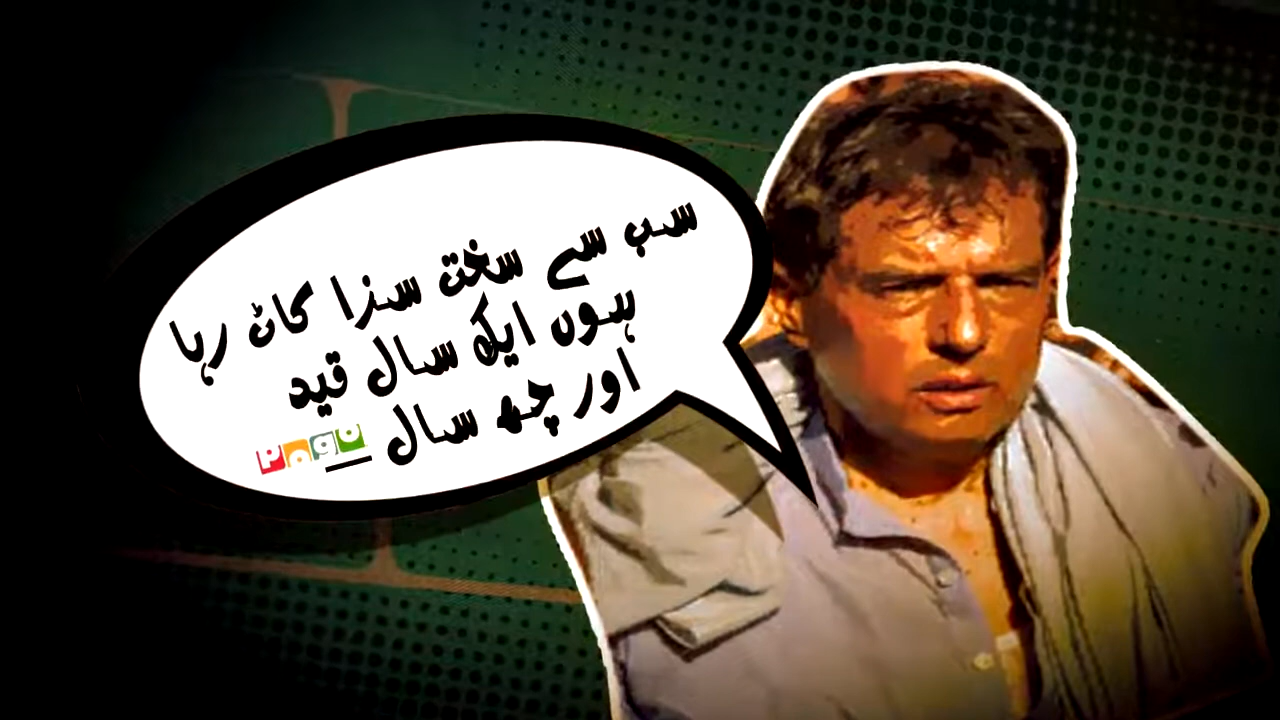 سب سے سخت سزا کاٹ رہا
ہوں ایک سال قید
اور چھ سال